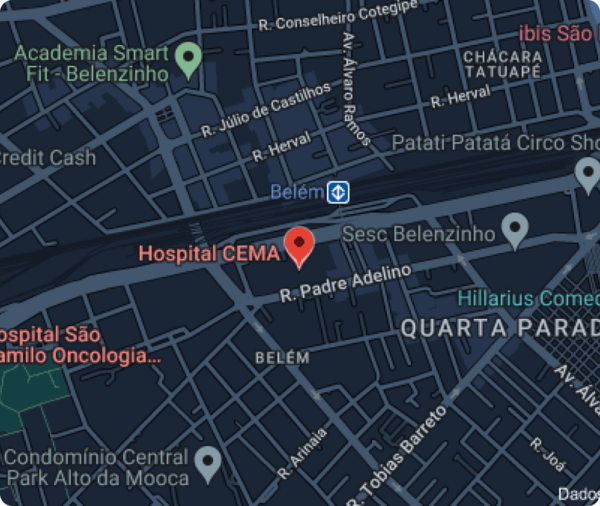 R. Conselheiro Cotegipe
ibis São
Academia Smart
Fit - Belenzinho
Av. Álvaro Ramos
CHÁCARA
TATUAPÉ
R. Júlio de Castilhos
R. Herval
R. Herval
Patati Patatá Circo Sho
Credit Cash
Belém
Sesc Belenzinho
Hospital CEMA
R. Padre Adelino
Hillarius Comed
ospital São
amilo Oncologia...
QUARTA PARAD
BELÉM
Av. Álva
R. Tobias Barreto
R. Arinaia
R. Joá
Condomínio Central
Park Alto da Mooca
Dados